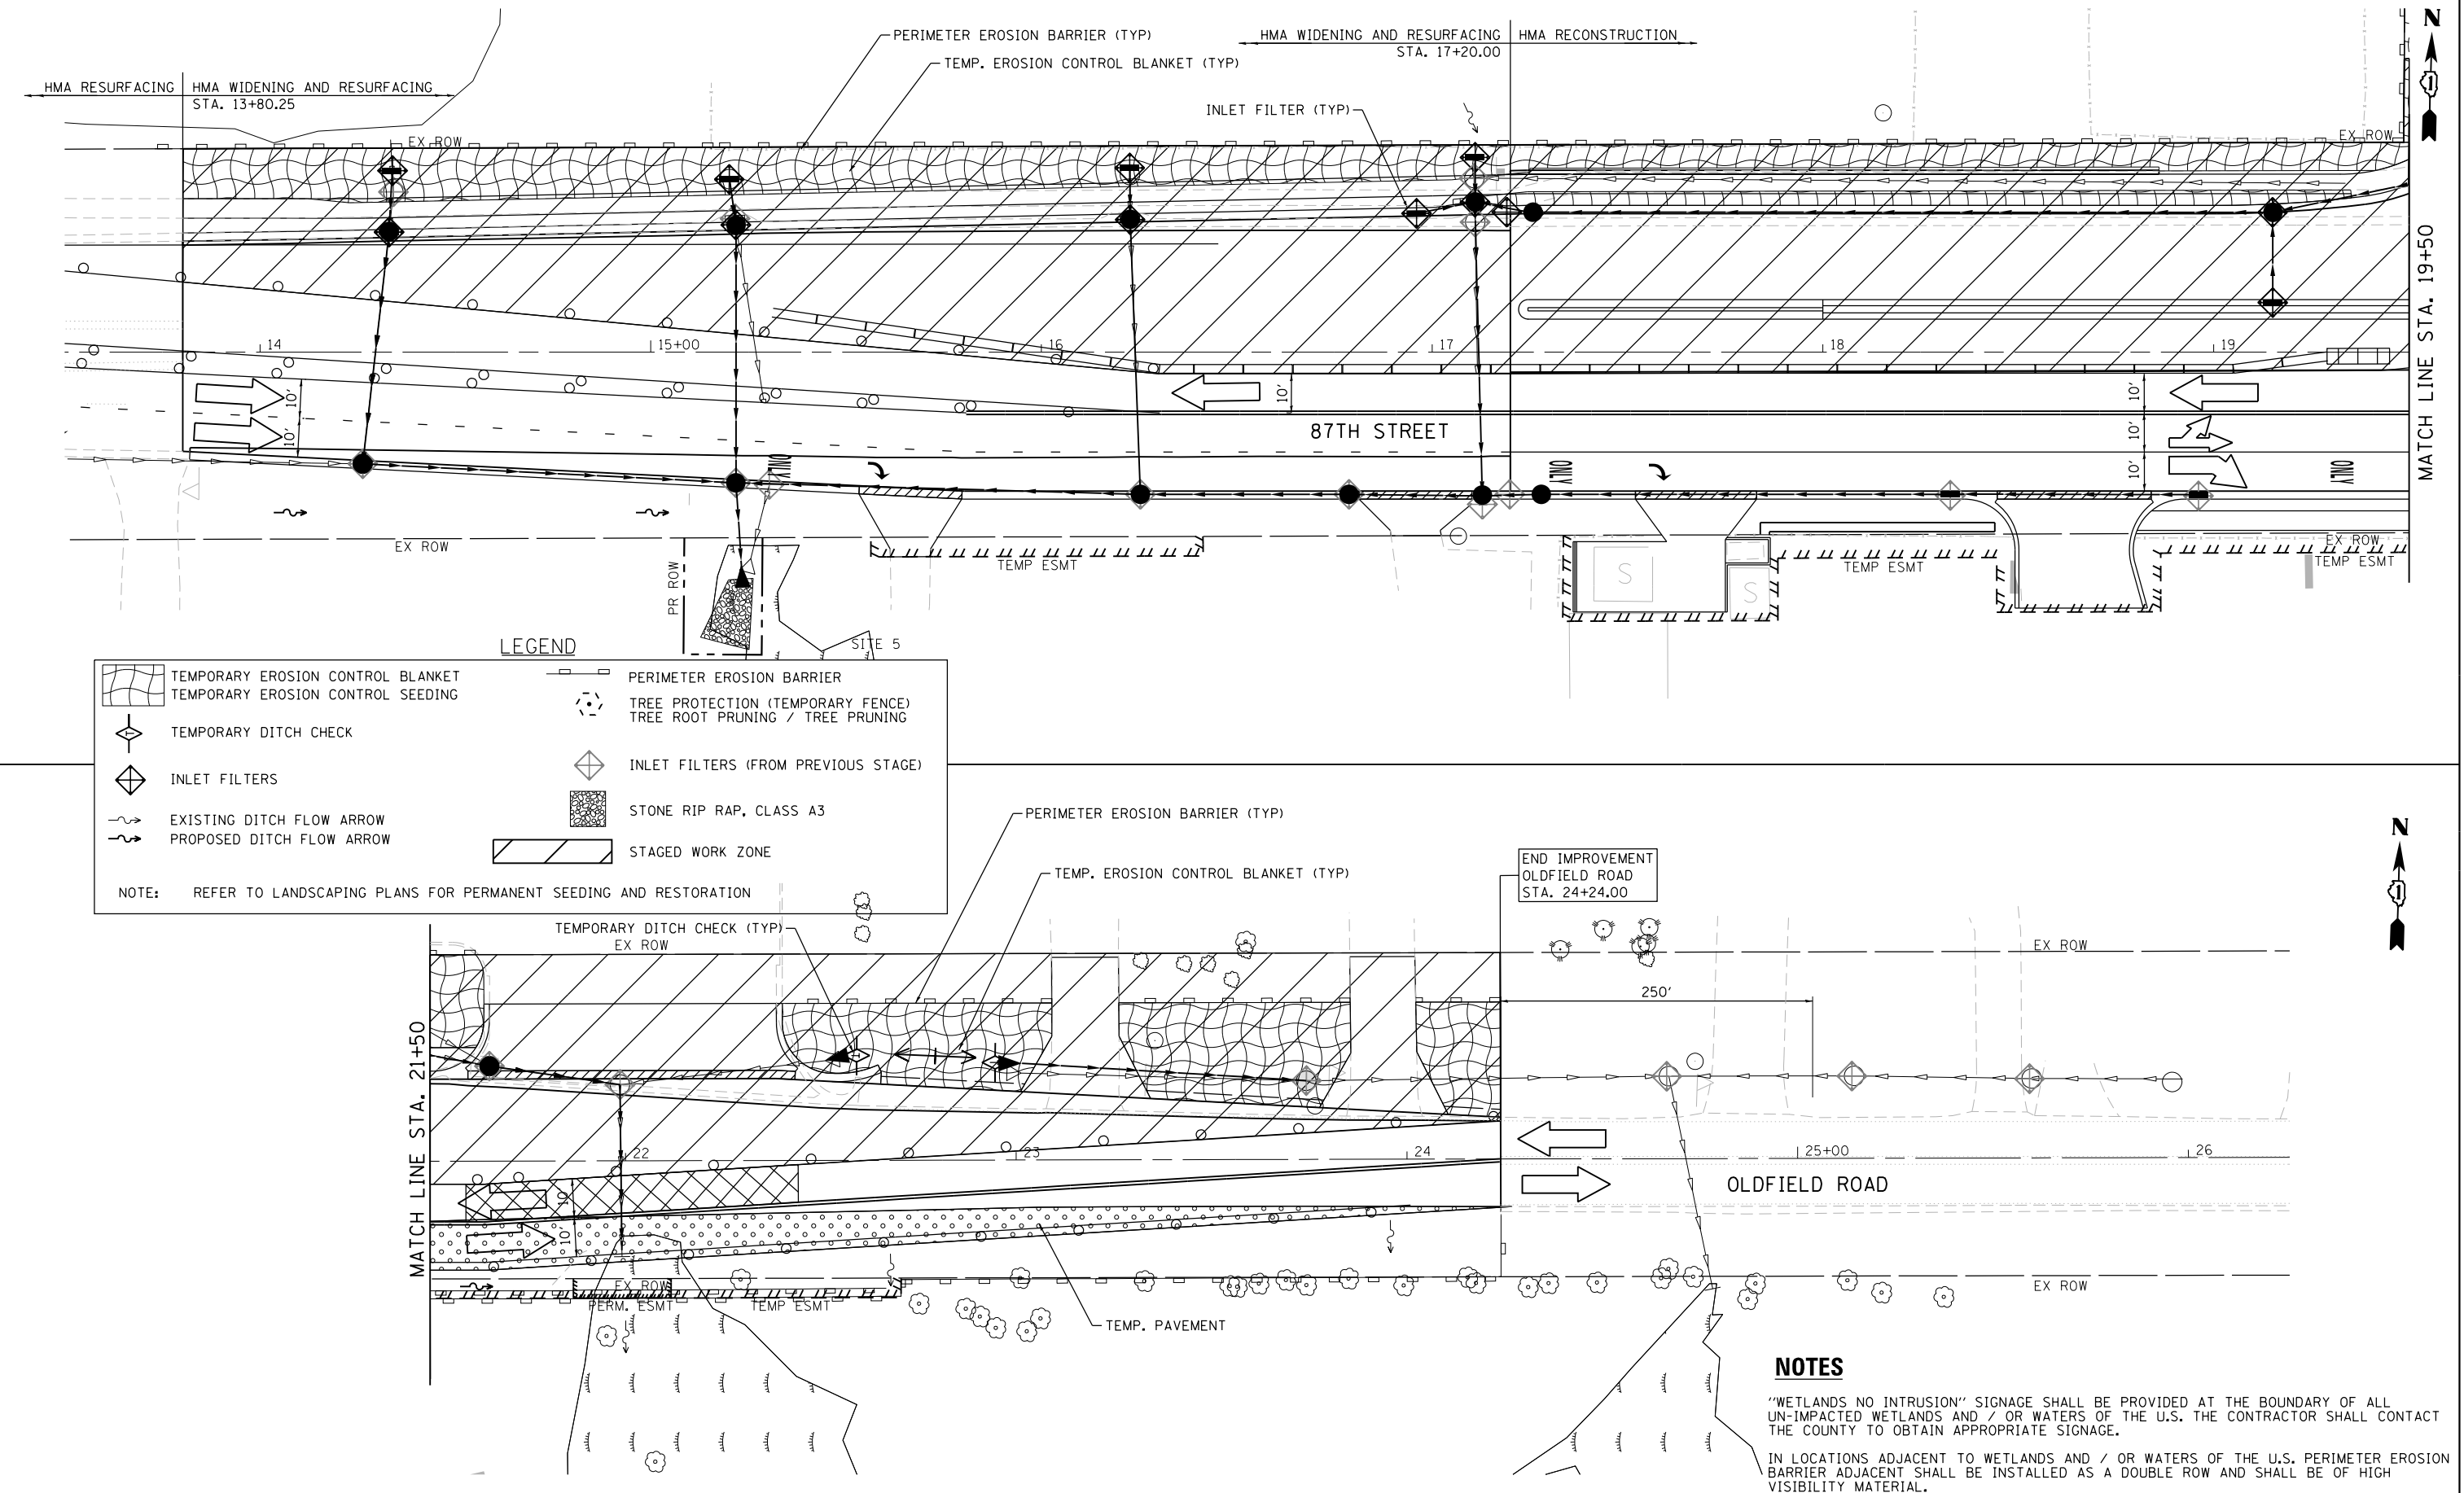 N
PERIMETER EROSION BARRIER (TYP)
HMA WIDENING AND RESURFACING
HMA RECONSTRUCTION
STA. 17+20.00
TEMP. EROSION CONTROL BLANKET (TYP)
HMA RESURFACING
HMA WIDENING AND RESURFACING
STA. 13+80.25
INLET FILTER (TYP)
EX ROW
EX ROW
MATCH LINE STA. 19+50
14
15+00
16
17
18
19
10'
10'
10'
10'
10'
10'
87TH STREET
ONLY
ONLY
ONLY
EX ROW
EX ROW
TEMP ESMT
TEMP ESMT
TEMP ESMT
PR ROW
S
S
SITE 5
LEGEND
TEMPORARY EROSION CONTROL BLANKET
TEMPORARY EROSION CONTROL SEEDING
TEMPORARY DITCH CHECK
INLET FILTERS
EXISTING DITCH FLOW ARROW
PROPOSED DITCH FLOW ARROW
PERIMETER EROSION BARRIER
TREE PROTECTION (TEMPORARY FENCE)
TREE ROOT PRUNING / TREE PRUNING
INLET FILTERS (FROM PREVIOUS STAGE)
STONE RIP RAP, CLASS A3
STAGED WORK ZONE
NOTE: REFER TO LANDSCAPING PLANS FOR PERMANENT SEEDING AND RESTORATION
N
PERIMETER EROSION BARRIER (TYP)
TEMP. EROSION CONTROL BLANKET (TYP)
END IMPROVEMENT
OLDFIELD ROAD
STA. 24+24.00
TEMPORARY DITCH CHECK (TYP)
EX ROW
EX ROW
250'
MATCH LINE STA. 21+50
22
23
24
25+00
26
10
10'
OLDFIELD ROAD
EX ROW
EX ROW
PERM. ESMT
TEMP ESMT
TEMP. PAVEMENT
NOTES
"WETLANDS NO INTRUSION" SIGNAGE SHALL BE PROVIDED AT THE BOUNDARY OF ALL
UN-IMPACTED WETLANDS AND / OR WATERS OF THE U.S. THE CONTRACTOR SHALL CONTACT
THE COUNTY TO OBTAIN APPROPRIATE SIGNAGE.
IN LOCATIONS ADJACENT TO WETLANDS AND / OR WATERS OF THE U.S. PERIMETER EROSION
BARRIER ADJACENT SHALL BE INSTALLED AS A DOUBLE ROW AND SHALL BE OF HIGH
VISIBILITY MATERIAL.